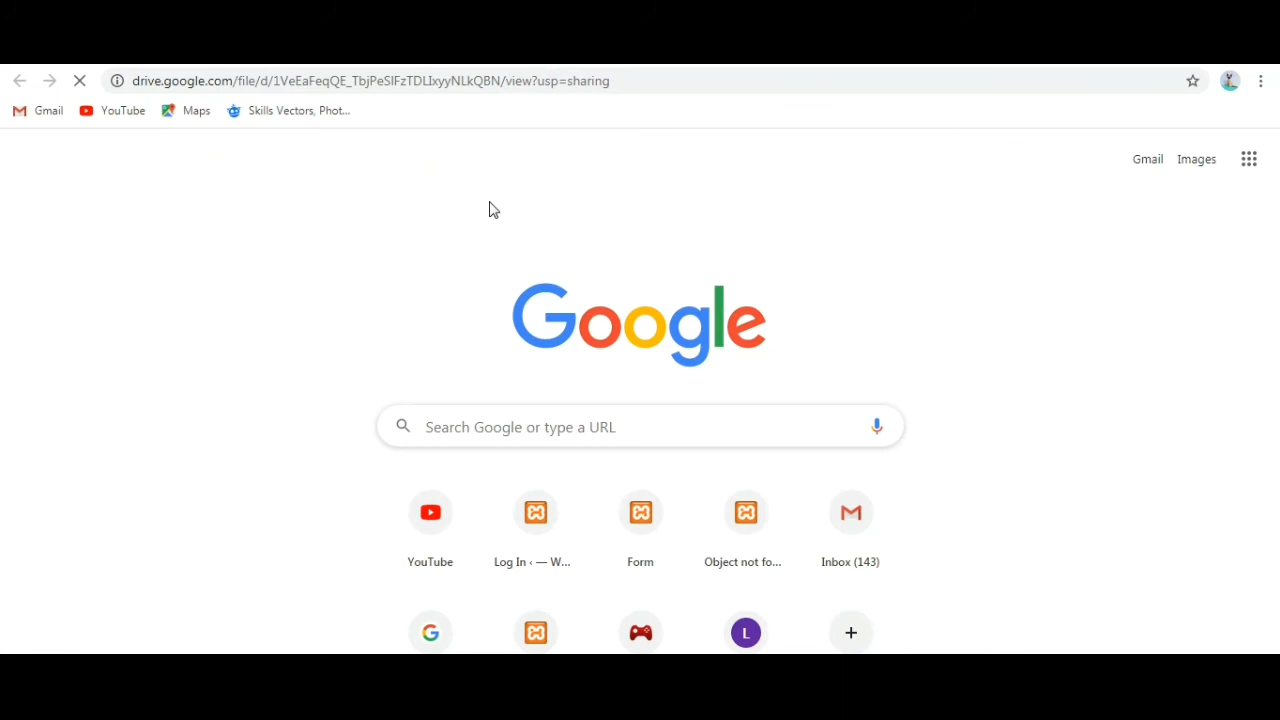 drive.google.com/file/d/1VeEaFeqQE_TbjPeSIFzTDLIxyyNLkQBN/view?usp=sharing
Gmail YouTube Maps Skills Vectors, Phot...
Gmail Images
Google
Search Google or type a URL
YouTube Log In ‹ — W... Form Object not fo... Inbox (143)
G L